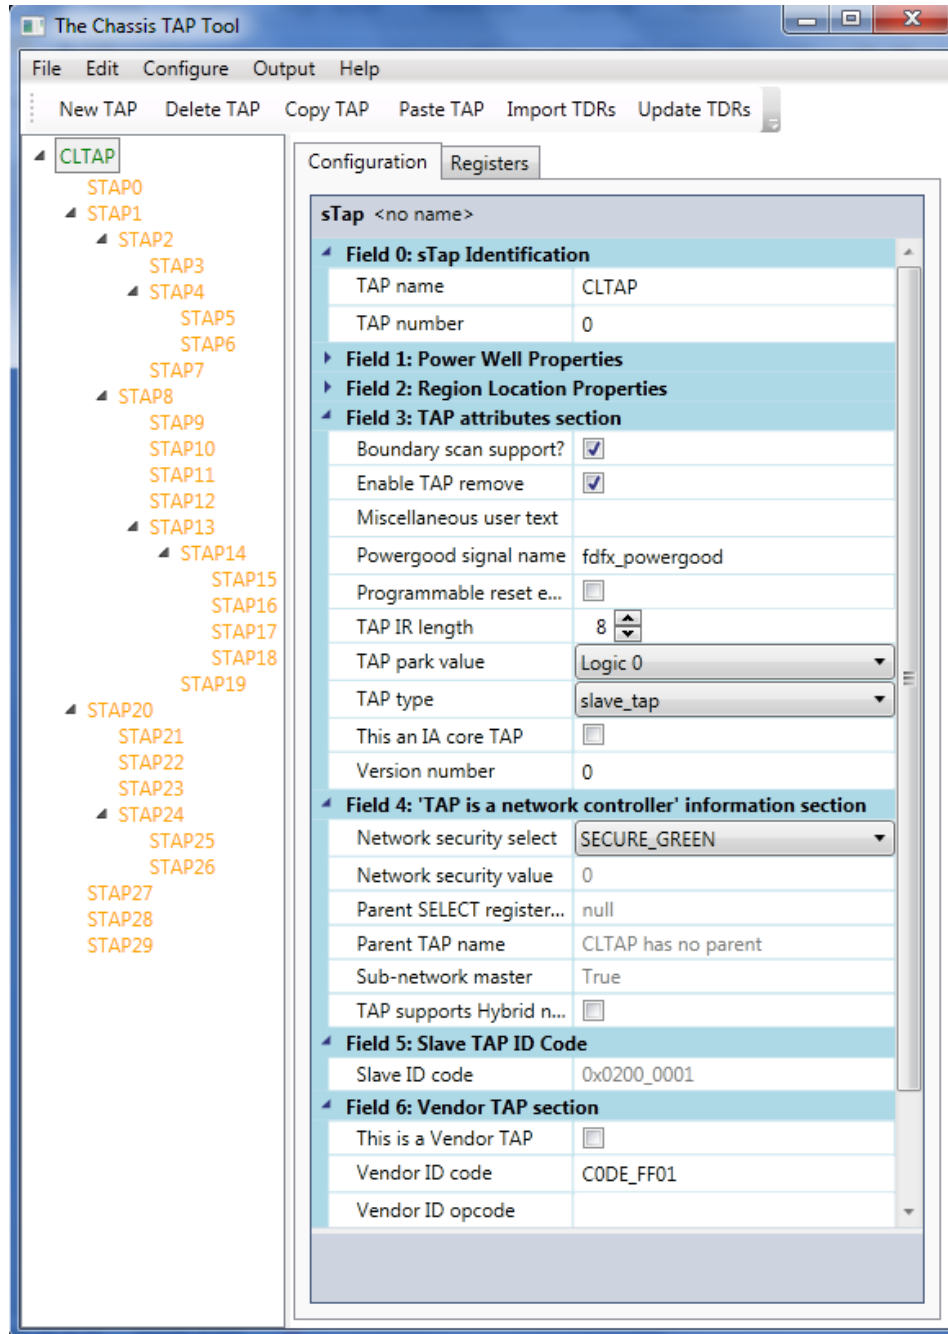 The Chassis TAP Tool
File Edit Configure Output Help
New TAP Delete TAP Copy TAP Paste TAP Import TDRs Update TDRs
CLTAP
STAP0
STAP1
STAP2
STAP3
STAP4
STAP5
STAP6
STAP7
STAP8
STAP9
STAP10
STAP11
STAP12
STAP13
STAP14
STAP15
STAP16
STAP17
STAP18
STAP19
STAP20
STAP21
STAP22
STAP23
STAP24
STAP25
STAP26
STAP27
STAP28
STAP29
Configuration Registers
sTap <no name>
Field 0: sTap Identification
TAP name CLTAP
TAP number 0
Field 1: Power Well Properties
Field 2: Region Location Properties
Field 3: TAP attributes section
Boundary scan support?
Enable TAP remove
Miscellaneous user text
Powergood signal name fdfx_powergood
Programmable reset e...
TAP IR length 8
TAP park value Logic 0
TAP type slave_tap
This an IA core TAP
Version number 0
Field 4: 'TAP is a network controller' information section
Network security select SECURE_GREEN
Network security value 0
Parent SELECT register... null
Parent TAP name CLTAP has no parent
Sub-network master True
TAP supports Hybrid n...
Field 5: Slave TAP ID Code
Slave ID code 0x0200_0001
Field 6: Vendor TAP section
This is a Vendor TAP
Vendor ID code C0DE_FF01
Vendor ID opcode